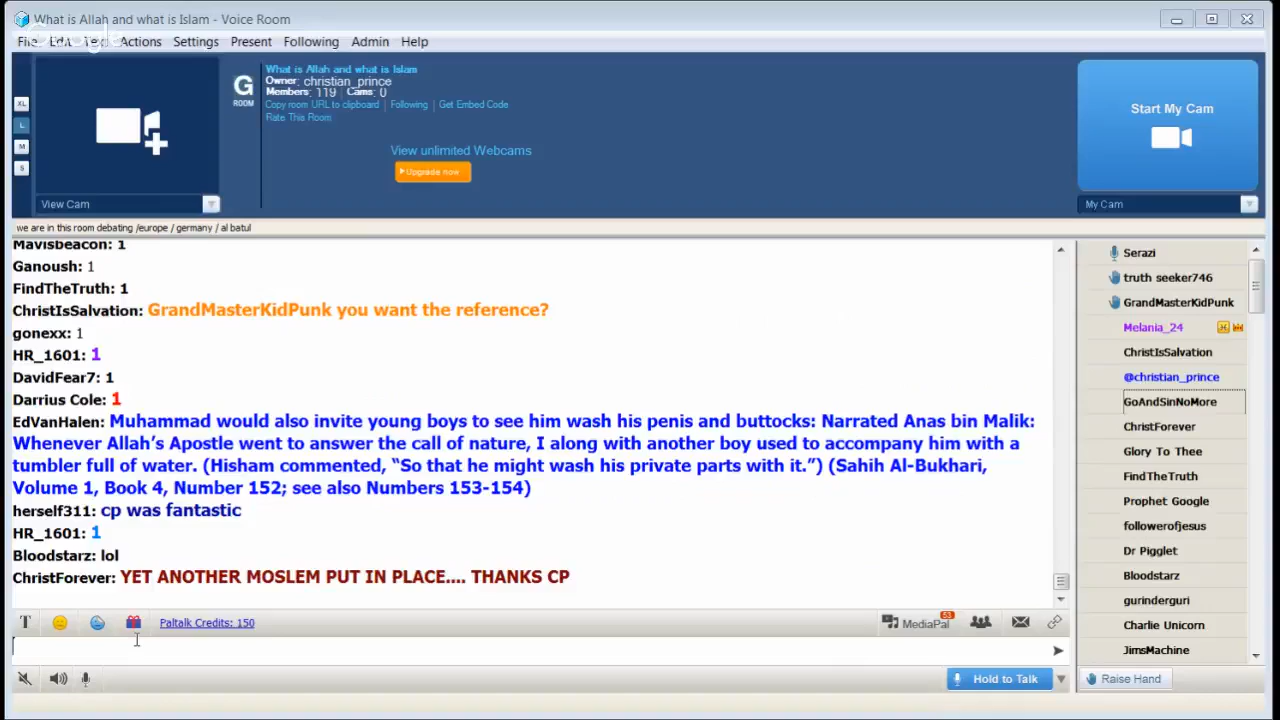 What is Allah and what is Islam - Voice Room
Google
File Edit Text Actions Settings Present Following Admin Help
XL
L
M
S
View Cam
G
ROOM
What is Allah and what is Islam
Owner: christian_prince
Members: 119 Cams: 0
Copy room URL to clipboard | Following | Get Embed Code
Rate This Room
View unlimited Webcams
Upgrade now
Start My Cam
My Cam
we are in this room debating /europe / germany / al batul
Mavisbeacon: 1
Ganoush: 1
FindTheTruth: 1
ChristIsSalvation: GrandMasterKidPunk you want the reference?
gonexx: 1
HR_1601: 1
DavidFear7: 1
Darrius Cole: 1
EdVanHalen: Muhammad would also invite young boys to see him wash his penis and buttocks: Narrated Anas bin Malik:
Whenever Allah’s Apostle went to answer the call of nature, I along with another boy used to accompany him with a
tumbler full of water. (Hisham commented, “So that he might wash his private parts with it.”) (Sahih Al-Bukhari,
Volume 1, Book 4, Number 152; see also Numbers 153-154)
herself311: cp was fantastic
HR_1601: 1
Bloodstarz: lol
ChristForever: YET ANOTHER MOSLEM PUT IN PLACE.... THANKS CP
Serazi
truth seeker746
GrandMasterKidPunk
Melania_24
ChristIsSalvation
@christian_prince
GoAndSinNoMore
ChristForever
Glory To Thee
FindTheTruth
Prophet Google
followerofjesus
Dr Pigglet
Bloodstarz
gurinderguri
Charlie Unicorn
JimsMachine
T
Paltalk Credits: 150
MediaPal
53
Hold to Talk
Raise Hand